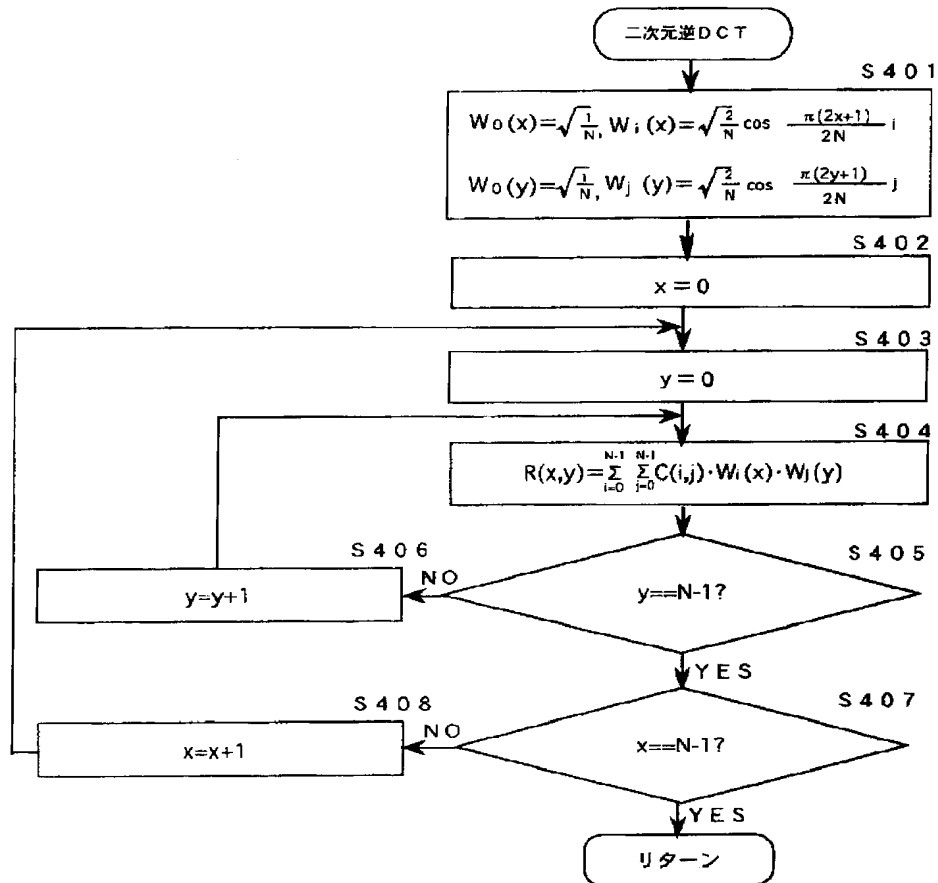 二次元逆DCT
S401
W₀(x)=√1/N, Wᵢ(x)=√2/N cos π(2x+1)/2N i
W₀(y)=√1/N, Wⱼ(y)=√2/N cos π(2y+1)/2N j
S402
x=0
S403
y=0
S404
R(x,y)=Σ(i=0→N-1) Σ(j=0→N-1) C(i,j)·Wᵢ(x)·Wⱼ(y)
S405
y==N-1?
NO
S406
y=y+1
YES
S407
x==N-1?
NO
S408
x=x+1
YES
リターン